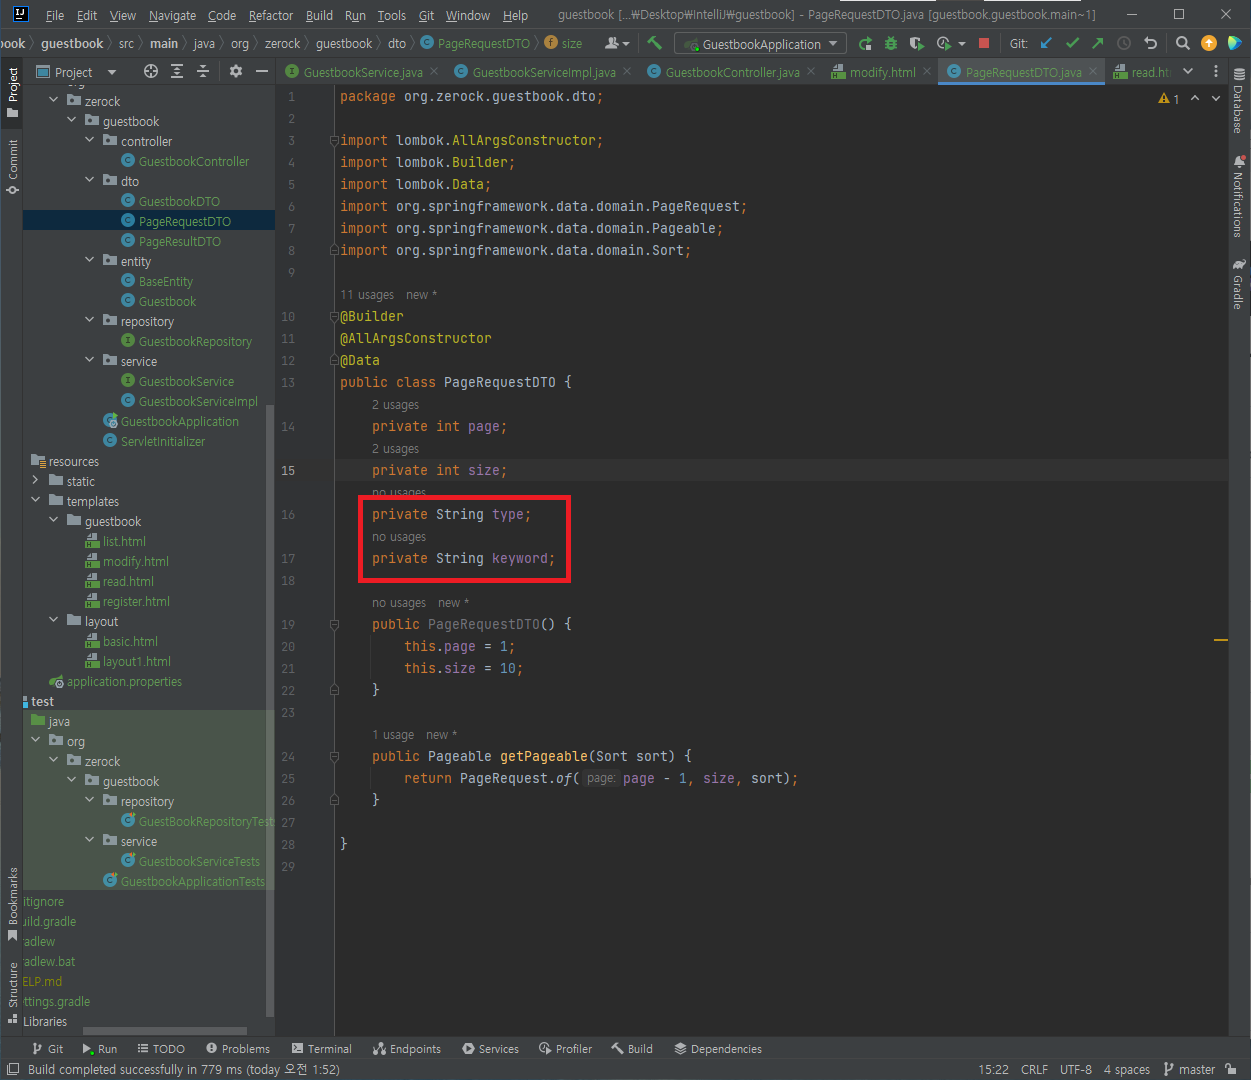 File Edit View Navigate Code Refactor Build Run Tools Git Window Help guestbook [...₩Desktop₩IntelliJ₩guestbook] - PageRequestDTO.java [guestbook.guestbook.main~1]
book guestbook src main java org zerock guestbook dto PageRequestDTO size GuestbookApplication Git:
Project GuestbookService.java GuestbookServiceImpl.java GuestbookController.java modify.html PageRequestDTO.java read.ht
Project
Commit
Bookmarks
Structure
org
zerock
guestbook
controller
GuestbookController
dto
GuestbookDTO
PageRequestDTO
PageResultDTO
entity
BaseEntity
Guestbook
repository
GuestbookRepository
service
GuestbookService
GuestbookServiceImpl
GuestbookApplication
ServletInitializer
resources
static
templates
guestbook
list.html
modify.html
read.html
register.html
layout
basic.html
layout1.html
application.properties
test
java
org
zerock
guestbook
repository
GuestBookRepositoryTests
service
GuestbookServiceTests
GuestbookApplicationTests
itignore
uild.gradle
radlew
radlew.bat
ELP.md
ettings.gradle
Libraries
1 package org.zerock.guestbook.dto;
2
3 import lombok.AllArgsConstructor;
4 import lombok.Builder;
5 import lombok.Data;
6 import org.springframework.data.domain.PageRequest;
7 import org.springframework.data.domain.Pageable;
8 import org.springframework.data.domain.Sort;
9
11 usages new *
10 @Builder
11 @AllArgsConstructor
12 @Data
13 public class PageRequestDTO {
2 usages
14 private int page;
2 usages
15 private int size;
no usages
16 private String type;
no usages
17 private String keyword;
18
no usages new *
19 public PageRequestDTO() {
20 this.page = 1;
21 this.size = 10;
22 }
23
1 usage new *
24 public Pageable getPageable(Sort sort) {
25 return PageRequest.of( page: page - 1, size, sort);
26 }
27
28 }
29
1
Database
Notifications
Gradle
Git Run TODO Problems Terminal Endpoints Services Profiler Build Dependencies
Build completed successfully in 779 ms (today 오전 1:52) 15:22 CRLF UTF-8 4 spaces master